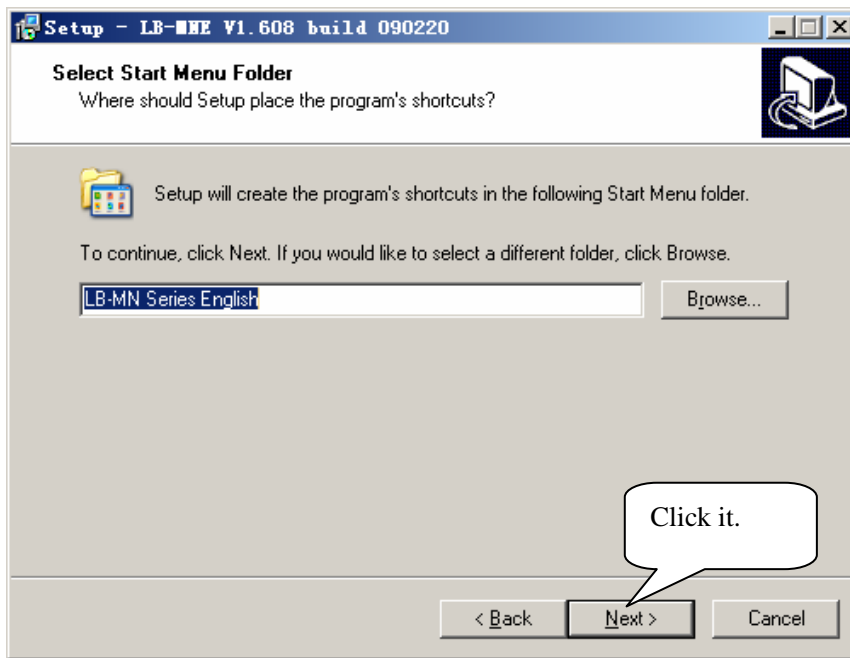 Setup - LB-MNE V1.608 build 090220
Select Start Menu Folder
Where should Setup place the program's shortcuts?
Setup will create the program's shortcuts in the following Start Menu folder.
To continue, click Next. If you would like to select a different folder, click Browse.
LB-MN Series English
Browse...
Click it.
< Back
Next >
Cancel